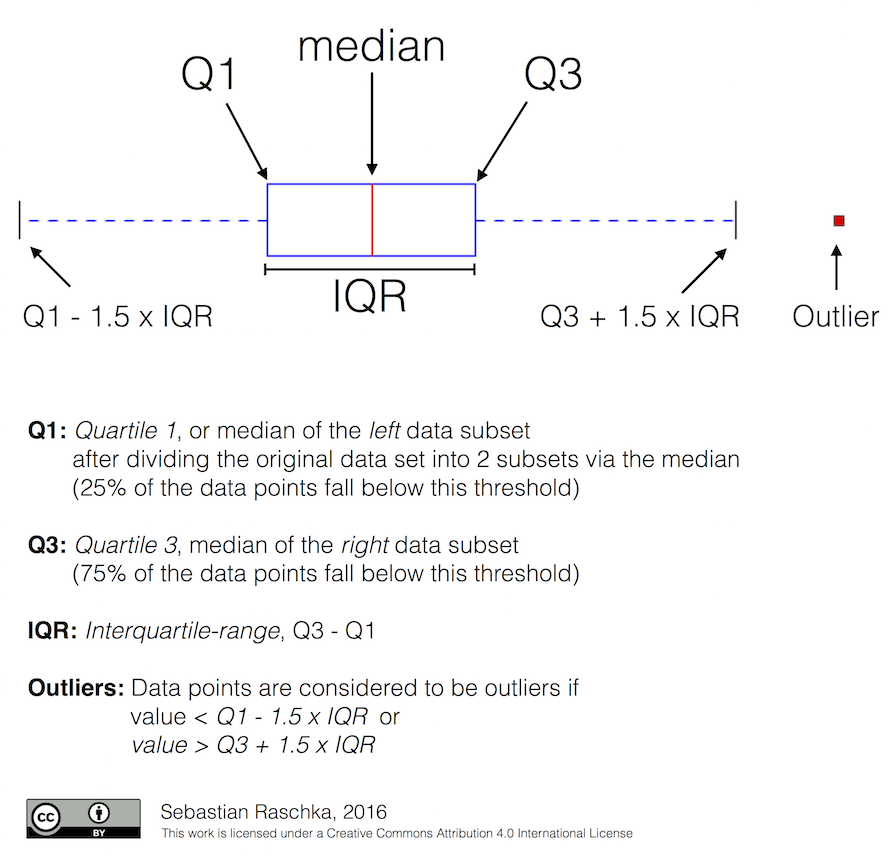 median
Q1
Q3
IQR
Q1 - 1.5 x IQR
Q3 + 1.5 x IQR
Outlier
Q1: Quartile 1, or median of the left data subset
after dividing the original data set into 2 subsets via the median
(25% of the data points fall below this threshold)
Q3: Quartile 3, median of the right data subset
(75% of the data points fall below this threshold)
IQR: Interquartile-range, Q3 - Q1
Outliers: Data points are considered to be outliers if
value < Q1 - 1.5 x IQR or
value > Q3 + 1.5 x IQR
cc
BY
Sebastian Raschka, 2016
This work is licensed under a Creative Commons Attribution 4.0 International License